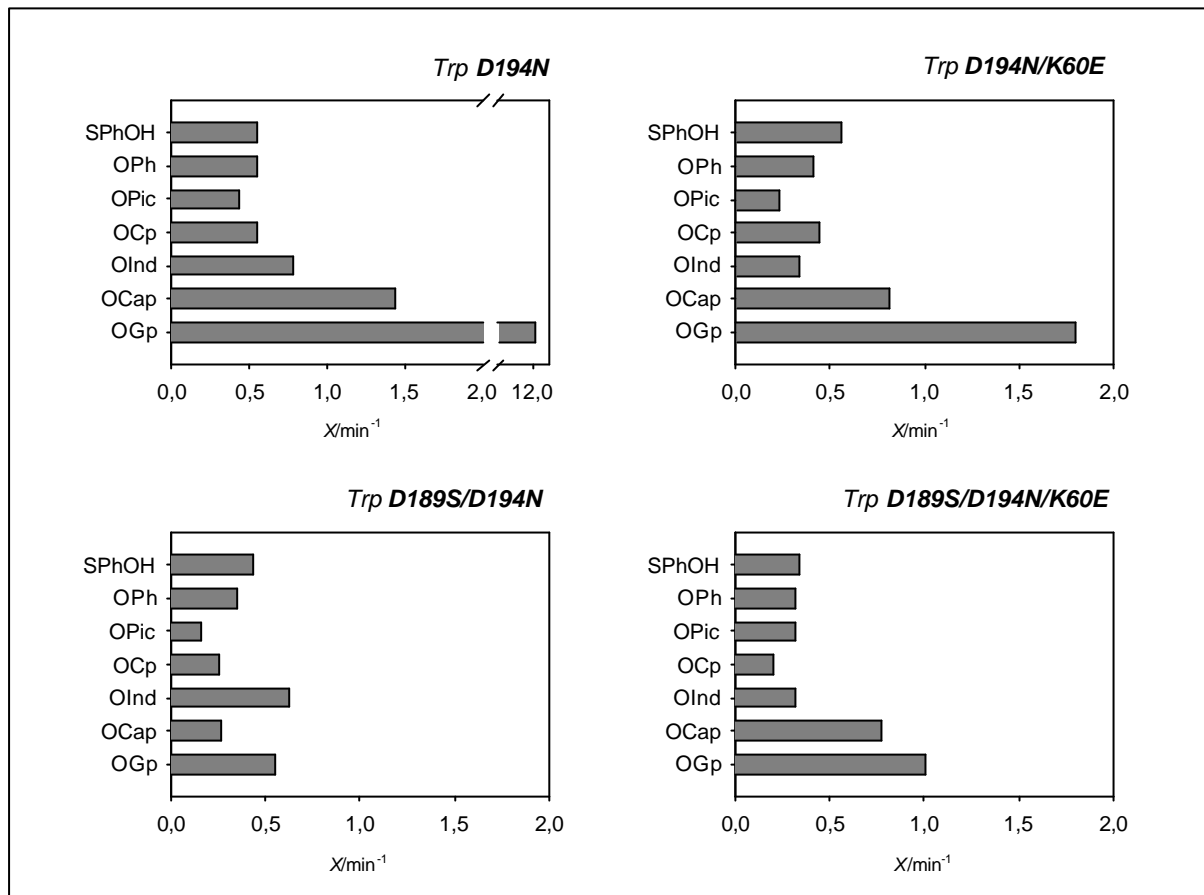 Trp D194N
SPhOH
OPh
OPic
OCp
OInd
OCap
OGp
0,0 0,5 1,0 1,5 2,0 12,0
X/min-1
Trp D194N/K60E
SPhOH
OPh
OPic
OCp
OInd
OCap
OGp
0,0 0,5 1,0 1,5 2,0
X/min-1
Trp D189S/D194N
SPhOH
OPh
OPic
OCp
OInd
OCap
OGp
0,0 0,5 1,0 1,5 2,0
X/min-1
Trp D189S/D194N/K60E
SPhOH
OPh
OPic
OCp
OInd
OCap
OGp
0,0 0,5 1,0 1,5 2,0
X/min-1